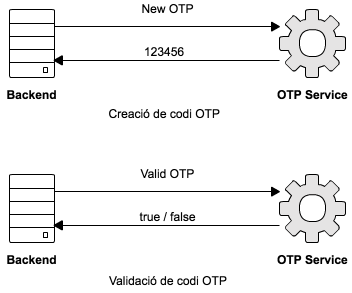 New OTP
123456
Backend
OTP Service
Creació de codi OTP
Valid OTP
true / false
Backend
OTP Service
Validació de codi OTP